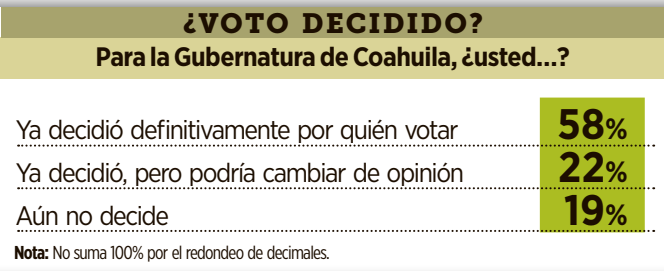 ¿VOTO DECIDIDO?
Para la Gubernatura de Coahuila, ¿usted...?
Ya decidió definitivamente por quién votar 58%
Ya decidió, pero podría cambiar de opinión 22%
Aún no decide 19%
Nota: No suma 100% por el redondeo de decimales.